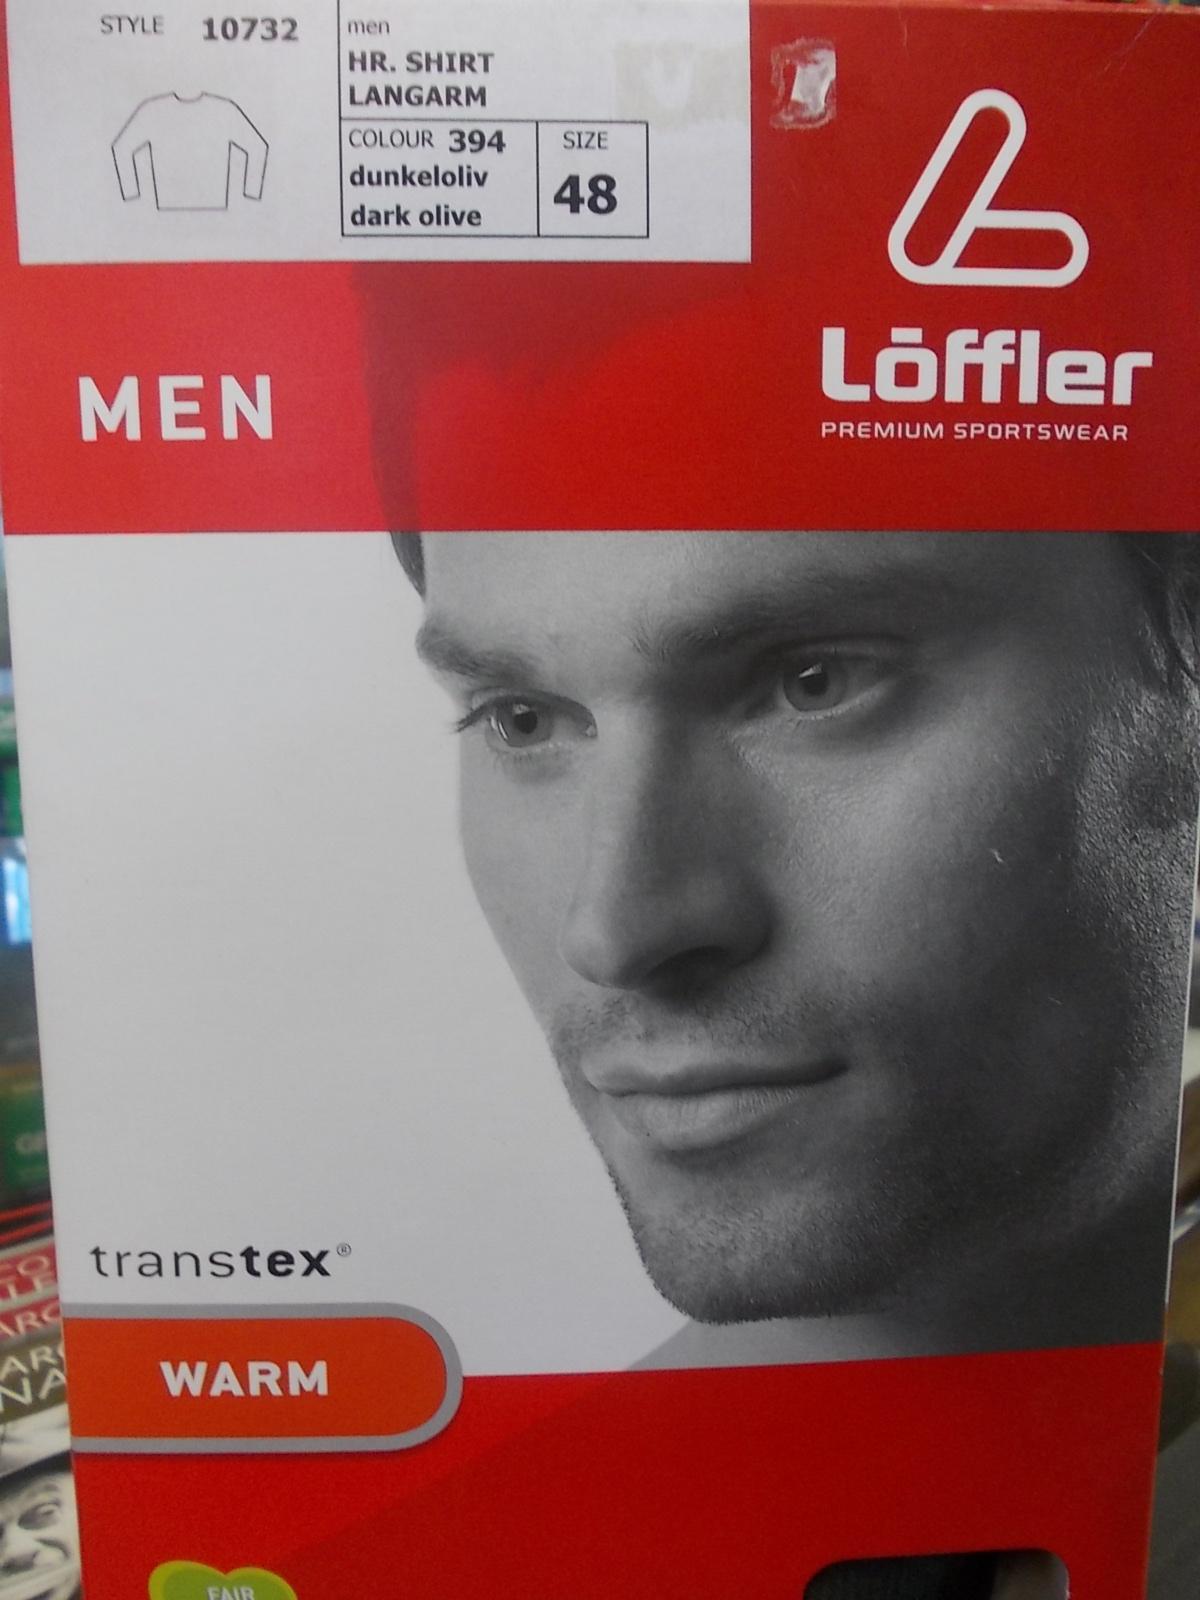 STYLE 10732
men
HR. SHIRT
LANGARM
COLOUR 394
dunkeloliv
dark olive
SIZE
48
Löffler
PREMIUM SPORTSWEAR
MEN
transtex®
WARM
FAIR